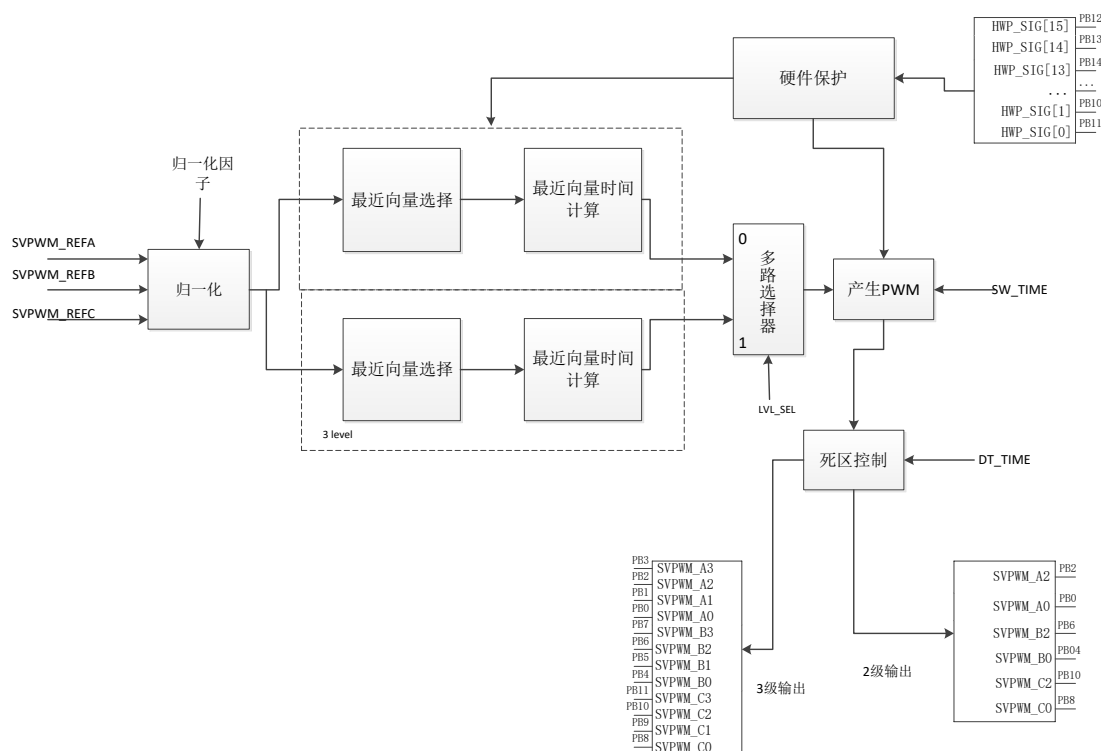 HWP_SIG[15] PB12
HWP_SIG[14] PB13
HWP_SIG[13] PB14
... ...
HWP_SIG[1] PB10
HWP_SIG[0] PB11
硬件保护
归一化因
子
最近向量选择
最近向量时间
计算
SVPWM_REFA
SVPWM_REFB
SVPWM_REFC
归一化
0
多路选择器
1
产生PWM
SW_TIME
最近向量选择
最近向量时间
计算
3 level
LVL_SEL
死区控制
DT_TIME
PB3 SVPWM_A3
PB2 SVPWM_A2
PB1 SVPWM_A1
PB0 SVPWM_A0
PB7 SVPWM_B3
PB6 SVPWM_B2
PB5 SVPWM_B1
PB4 SVPWM_B0
PB11 SVPWM_C3
PB10 SVPWM_C2
PB9 SVPWM_C1
PB8 SVPWM_C0
3级输出
2级输出
SVPWM_A2 PB2
SVPWM_A0 PB0
SVPWM_B2 PB6
SVPWM_B0 PB04
SVPWM_C2 PB10
SVPWM_C0 PB8